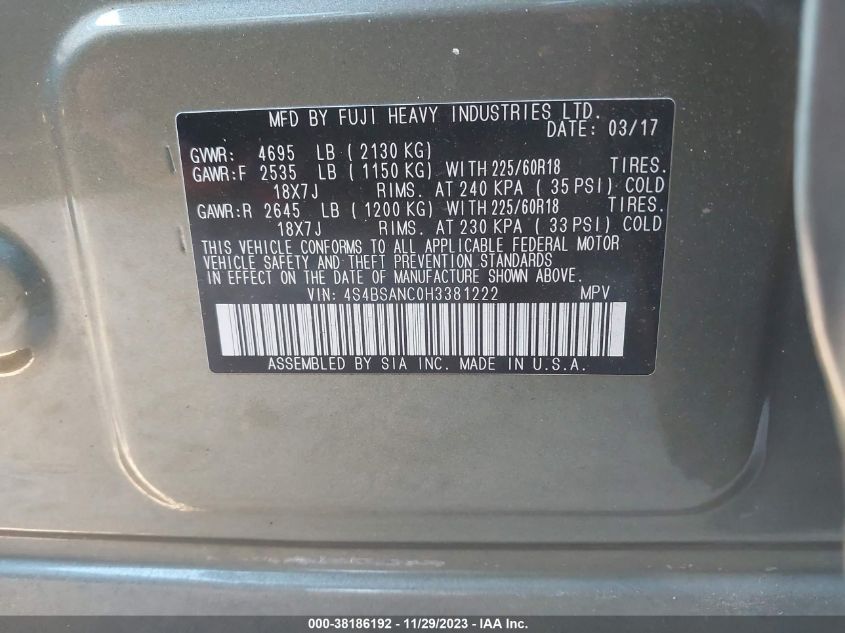 MFD BY FUJI HEAVY INDUSTRIES LTD.
DATE: 03/17
GVWR: 4695 LB ( 2130 KG)
GAWR:F 2535 LB ( 1150 KG) WITH 225/60R18 TIRES.
18X7J RIMS. AT 240 KPA ( 35 PSI) COLD
GAWR:R 2645 LB ( 1200 KG) WITH 225/60R18 TIRES.
18X7J RIMS. AT 230 KPA ( 33 PSI) COLD
THIS VEHICLE CONFORMS TO ALL APPLICABLE FEDERAL MOTOR
VEHICLE SAFETY AND THEFT PREVENTION STANDARDS
IN EFFECT ON THE DATE OF MANUFACTURE SHOWN ABOVE.
VIN: 4S4BSANC0H3381222 MPV
ASSEMBLED BY SIA INC. MADE IN U.S.A.
000-38186192 - 11/29/2023 - IAA Inc.